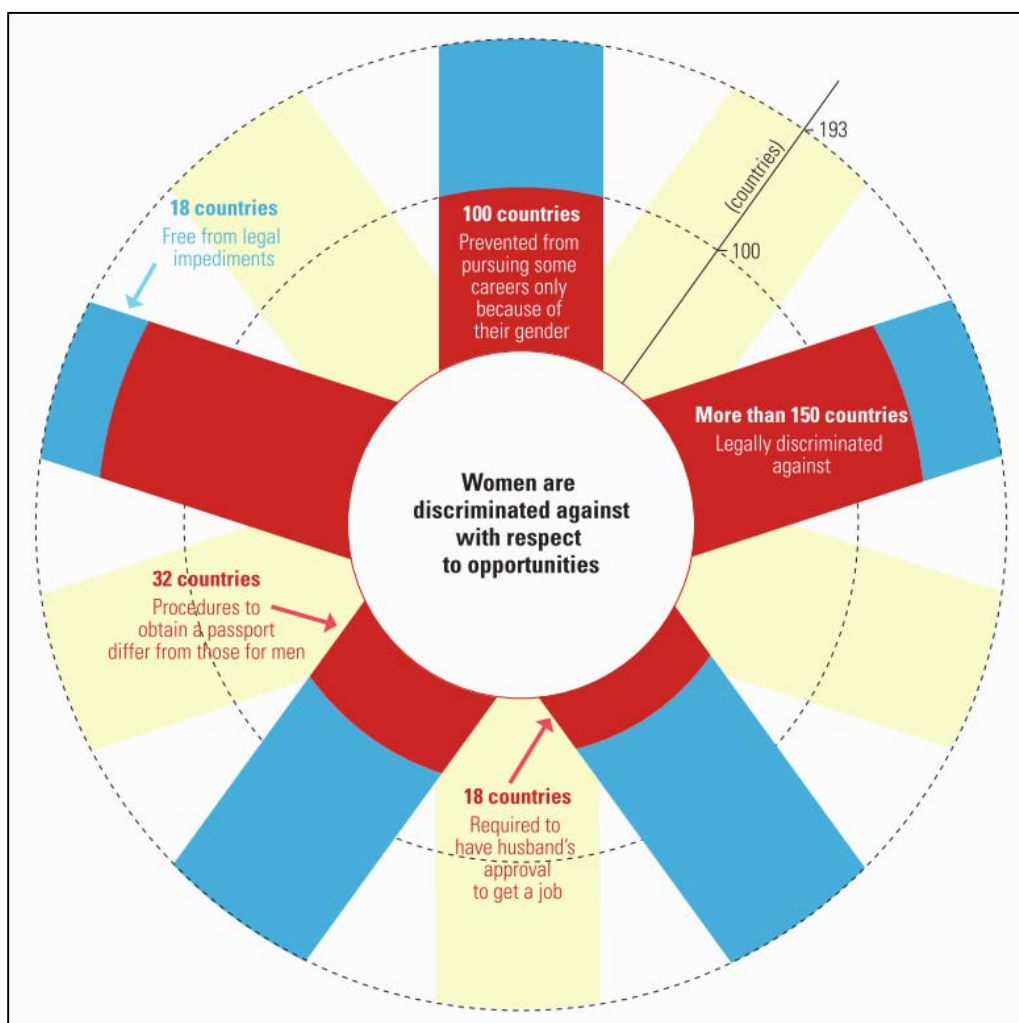 193
(countries)
100
18 countries
Free from legal
impediments
100 countries
Prevented from
pursuing some
careers only
because of
their gender
More than 150 countries
Legally discriminated
against
Women are
discriminated against
with respect
to opportunities
32 countries
Procedures to
obtain a passport
differ from those for men
18 countries
Required to
have husband's
approval
to get a job